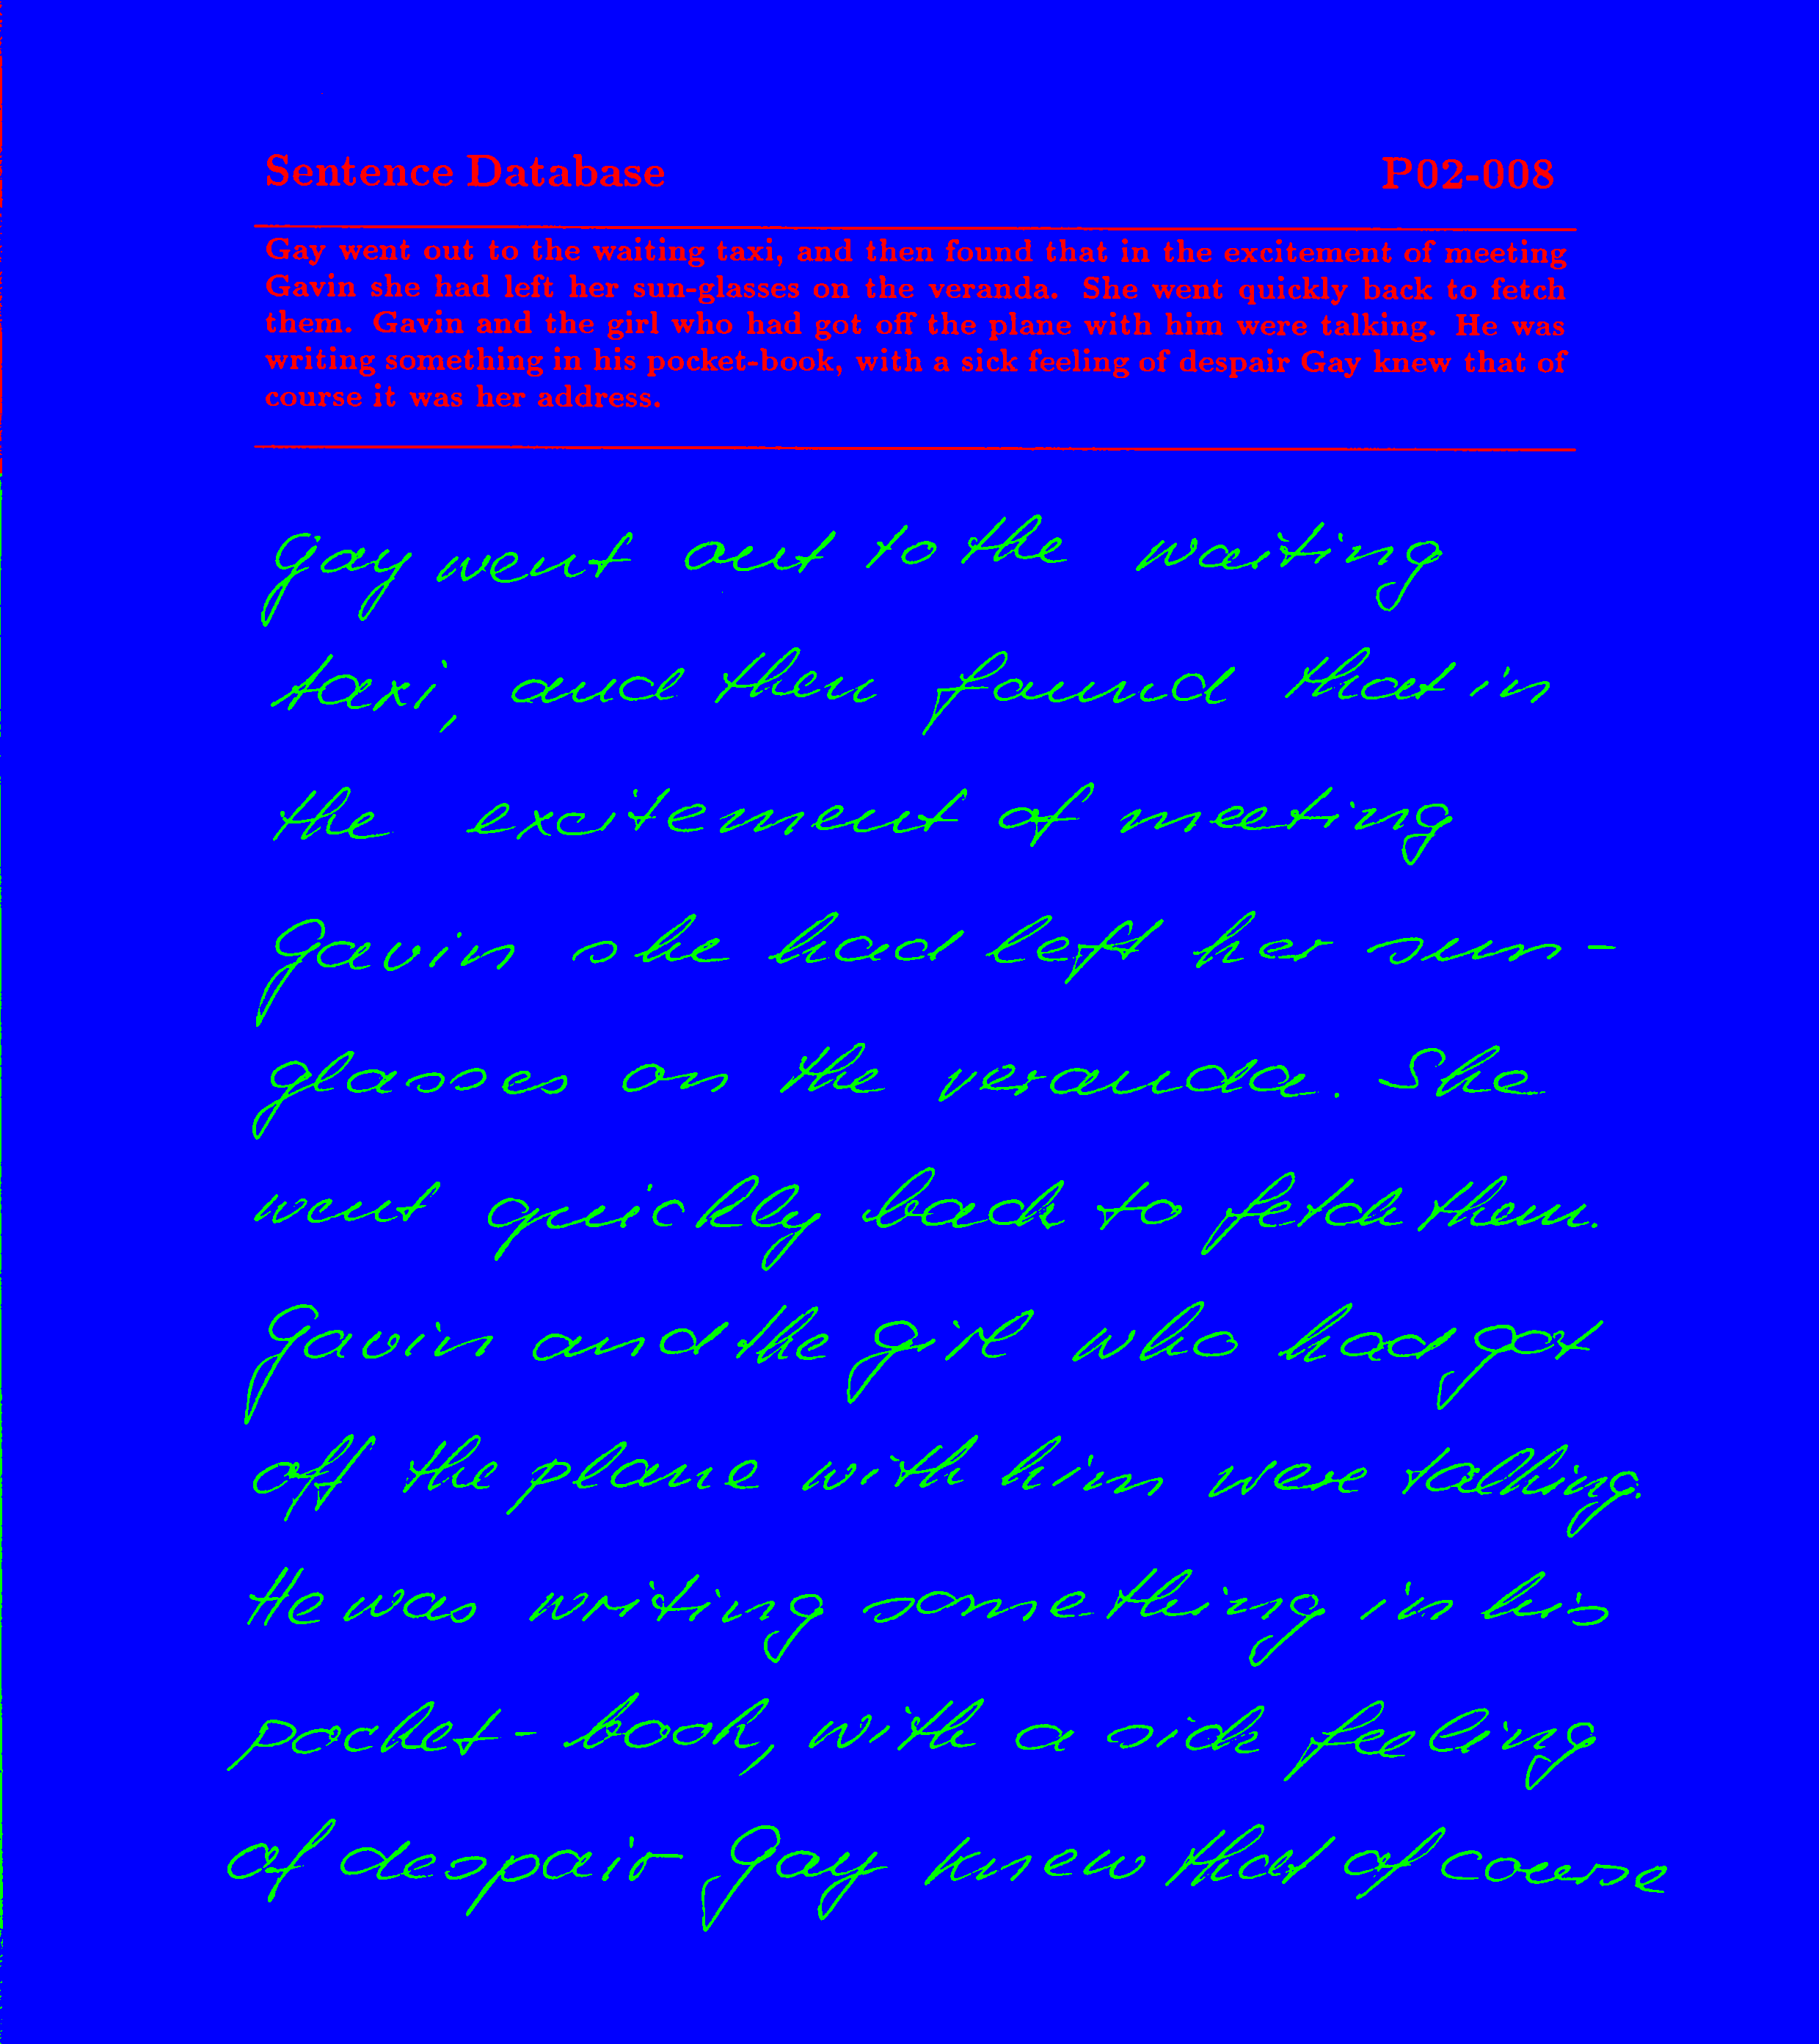 Sentence Database P02-008
Gay went out to the waiting taxi, and then found that in the excitement of meeting
Gavin she had left her sun-glasses on the veranda. She went quickly back to fetch
them. Gavin and the girl who had got off the plane with him were talking. He was
writing something in his pocket-book, with a sick feeling of despair Gay knew that of
course it was her address.
Gay went out to the waiting
taxi, and then found that in
the excitement of meeting
Gavin she had left her sun-
glasses on the veranda. She
went quickly back to fetch them.
Gavin and the girl who had got
off the plane with him were talking.
He was writing something in his
pocket-book, with a sick feeling
of despair Gay knew that of course